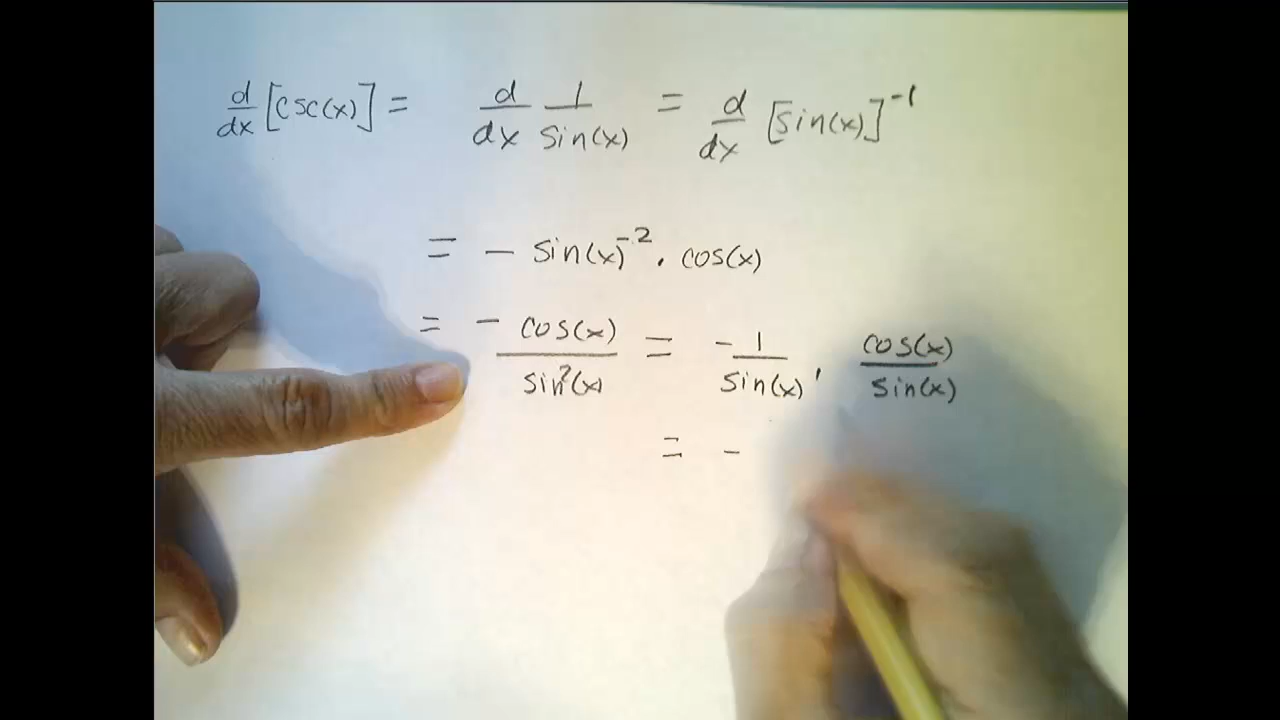 d/dx [csc(x)] = d/dx 1/sin(x) = d/dx [sin(x)]^-1
= - sin(x)^-2 · cos(x)
= - cos(x)/sin²(x) = -1/sin(x) · cos(x)/sin(x)
= -